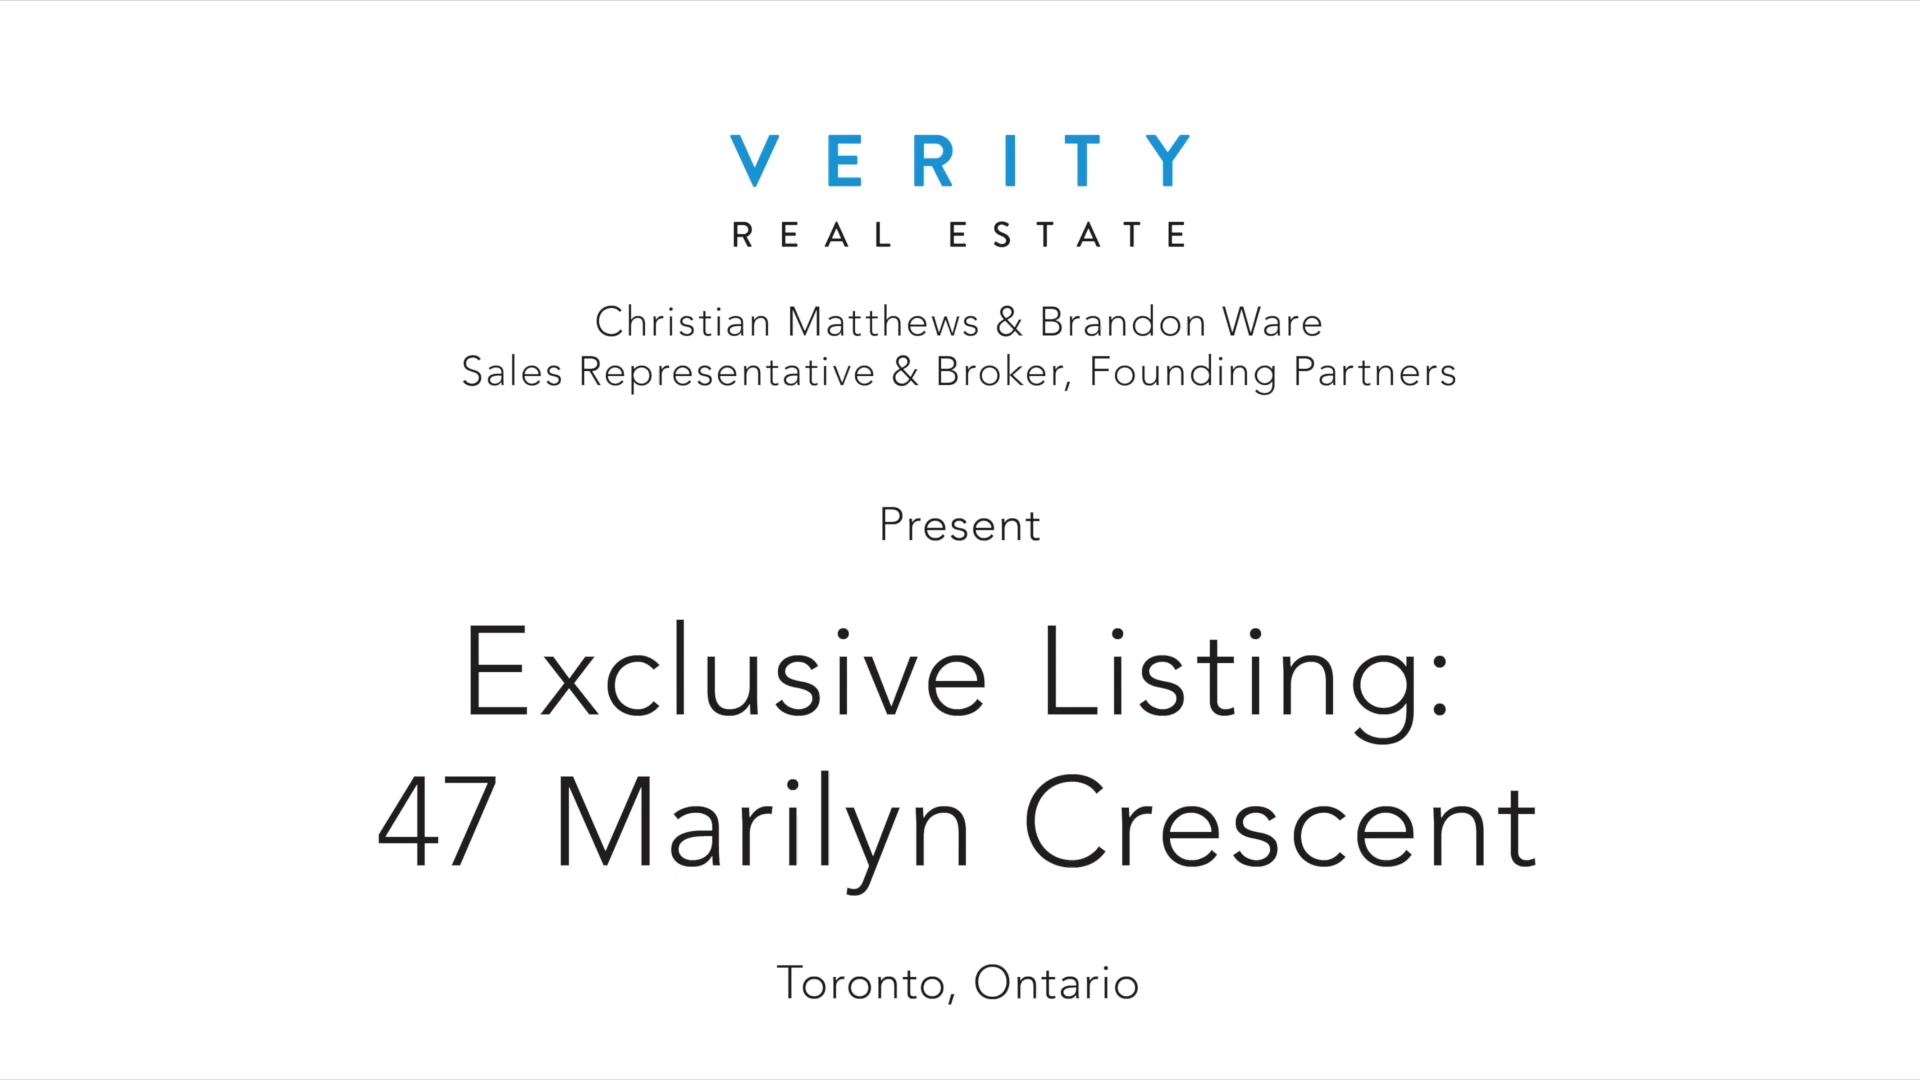 VERITY
REAL ESTATE
Christian Matthews & Brandon Ware
Sales Representative & Broker, Founding Partners
Present
Exclusive Listing:
47 Marilyn Crescent
Toronto, Ontario